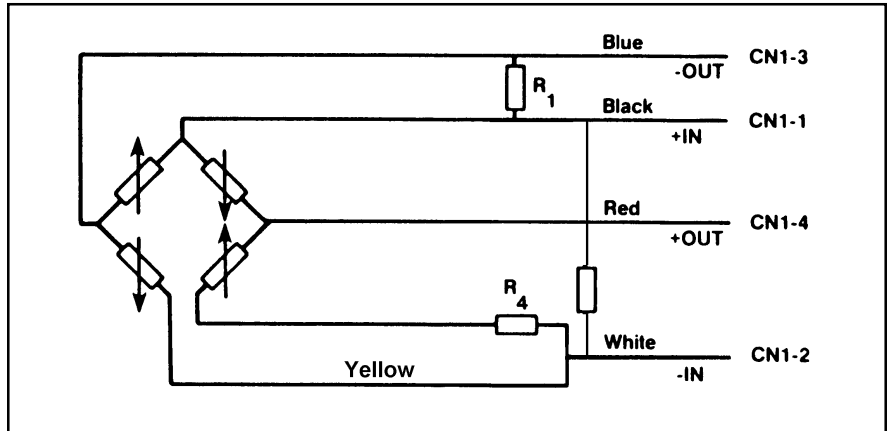 Blue
-OUT
CN1-3
R1
Black
+IN
CN1-1
Red
+OUT
CN1-4
R4
White
-IN
CN1-2
Yellow